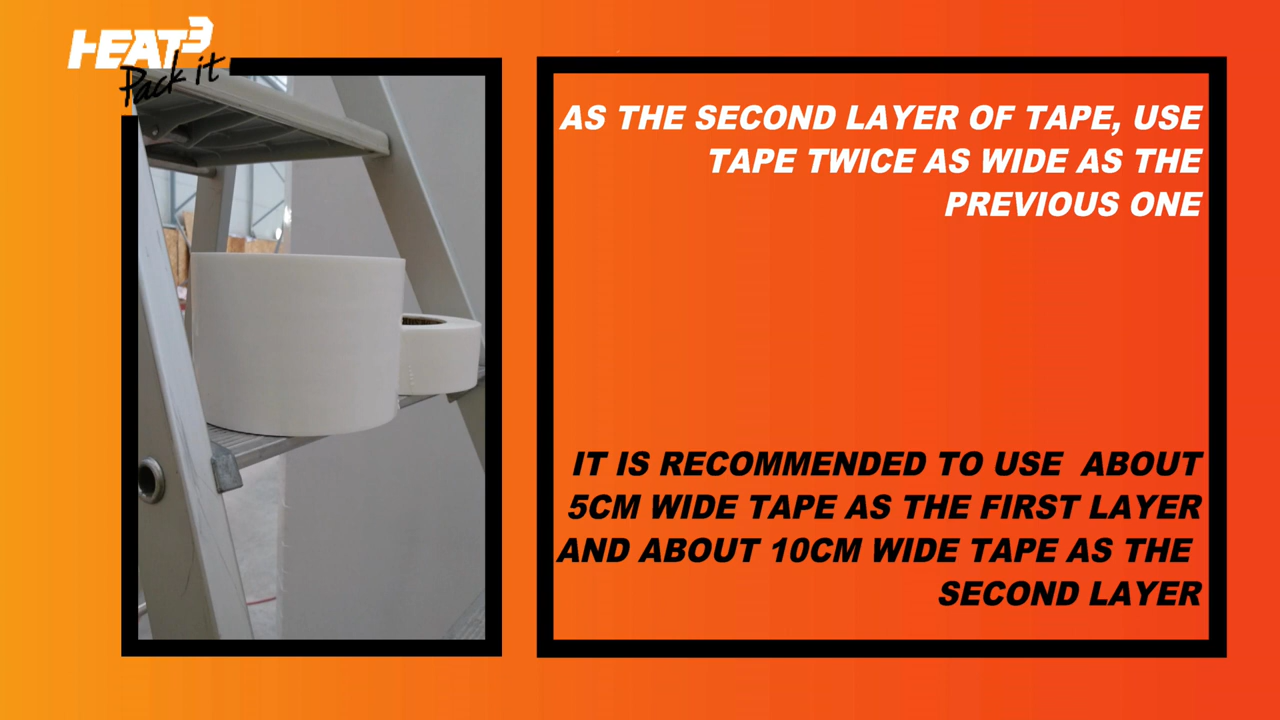 HEAT3
Pack it
AS THE SECOND LAYER OF TAPE, USE
TAPE TWICE AS WIDE AS THE
PREVIOUS ONE
IT IS RECOMMENDED TO USE ABOUT
5CM WIDE TAPE AS THE FIRST LAYER
AND ABOUT 10CM WIDE TAPE AS THE
SECOND LAYER